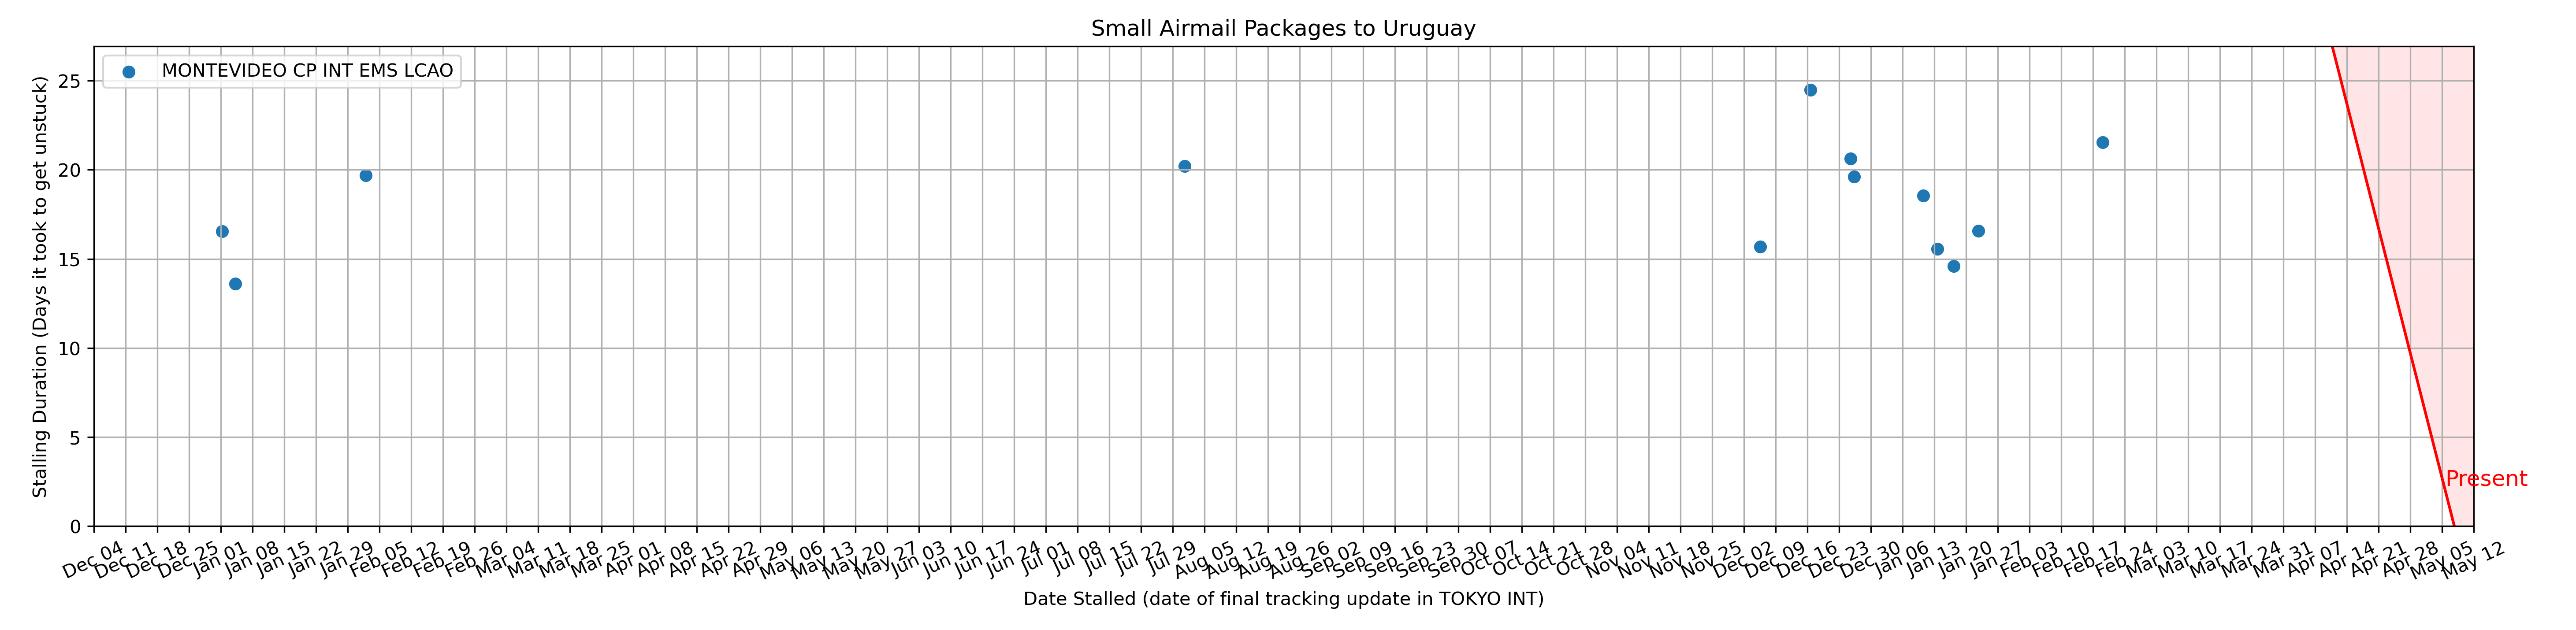 Small Airmail Packages to Uruguay
MONTEVIDEO CP INT EMS LCAO
Stalling Duration (Days it took to get unstuck)
25
20
15
10
5
0
Present
Dec 04
Dec 11
Dec 18
Dec 25
Jan 01
Jan 08
Jan 15
Jan 22
Jan 29
Feb 05
Feb 12
Feb 19
Feb 26
Mar 04
Mar 11
Mar 18
Mar 25
Apr 01
Apr 08
Apr 15
Apr 22
Apr 29
May 06
May 13
May 20
May 27
Jun 03
Jun 10
Jun 17
Jun 24
Jul 01
Jul 08
Jul 15
Jul 22
Jul 29
Aug 05
Aug 12
Aug 19
Aug 26
Sep 02
Sep 09
Sep 16
Sep 23
Sep 30
Oct 07
Oct 14
Oct 21
Oct 28
Nov 04
Nov 11
Nov 18
Nov 25
Dec 02
Dec 09
Dec 16
Dec 23
Dec 30
Jan 06
Jan 13
Jan 20
Jan 27
Feb 03
Feb 10
Feb 17
Feb 24
Mar 03
Mar 10
Mar 17
Mar 24
Mar 31
Apr 07
Apr 14
Apr 21
Apr 28
May 05
May 12
Date Stalled (date of final tracking update in TOKYO INT)